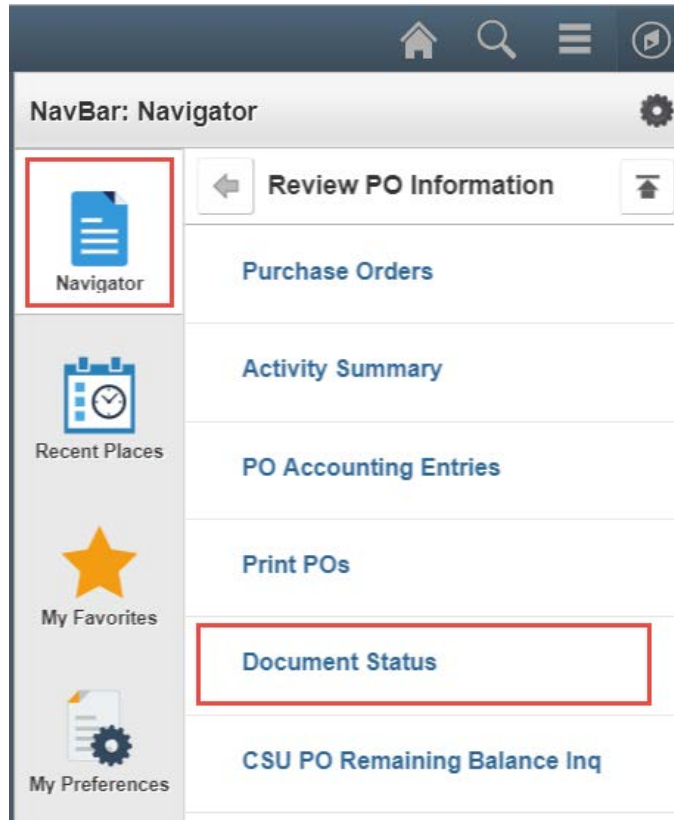 NavBar: Navigator
Navigator
Review PO Information
Purchase Orders
Activity Summary
PO Accounting Entries
Print POs
Document Status
CSU PO Remaining Balance Inq
Recent Places
My Favorites
My Preferences